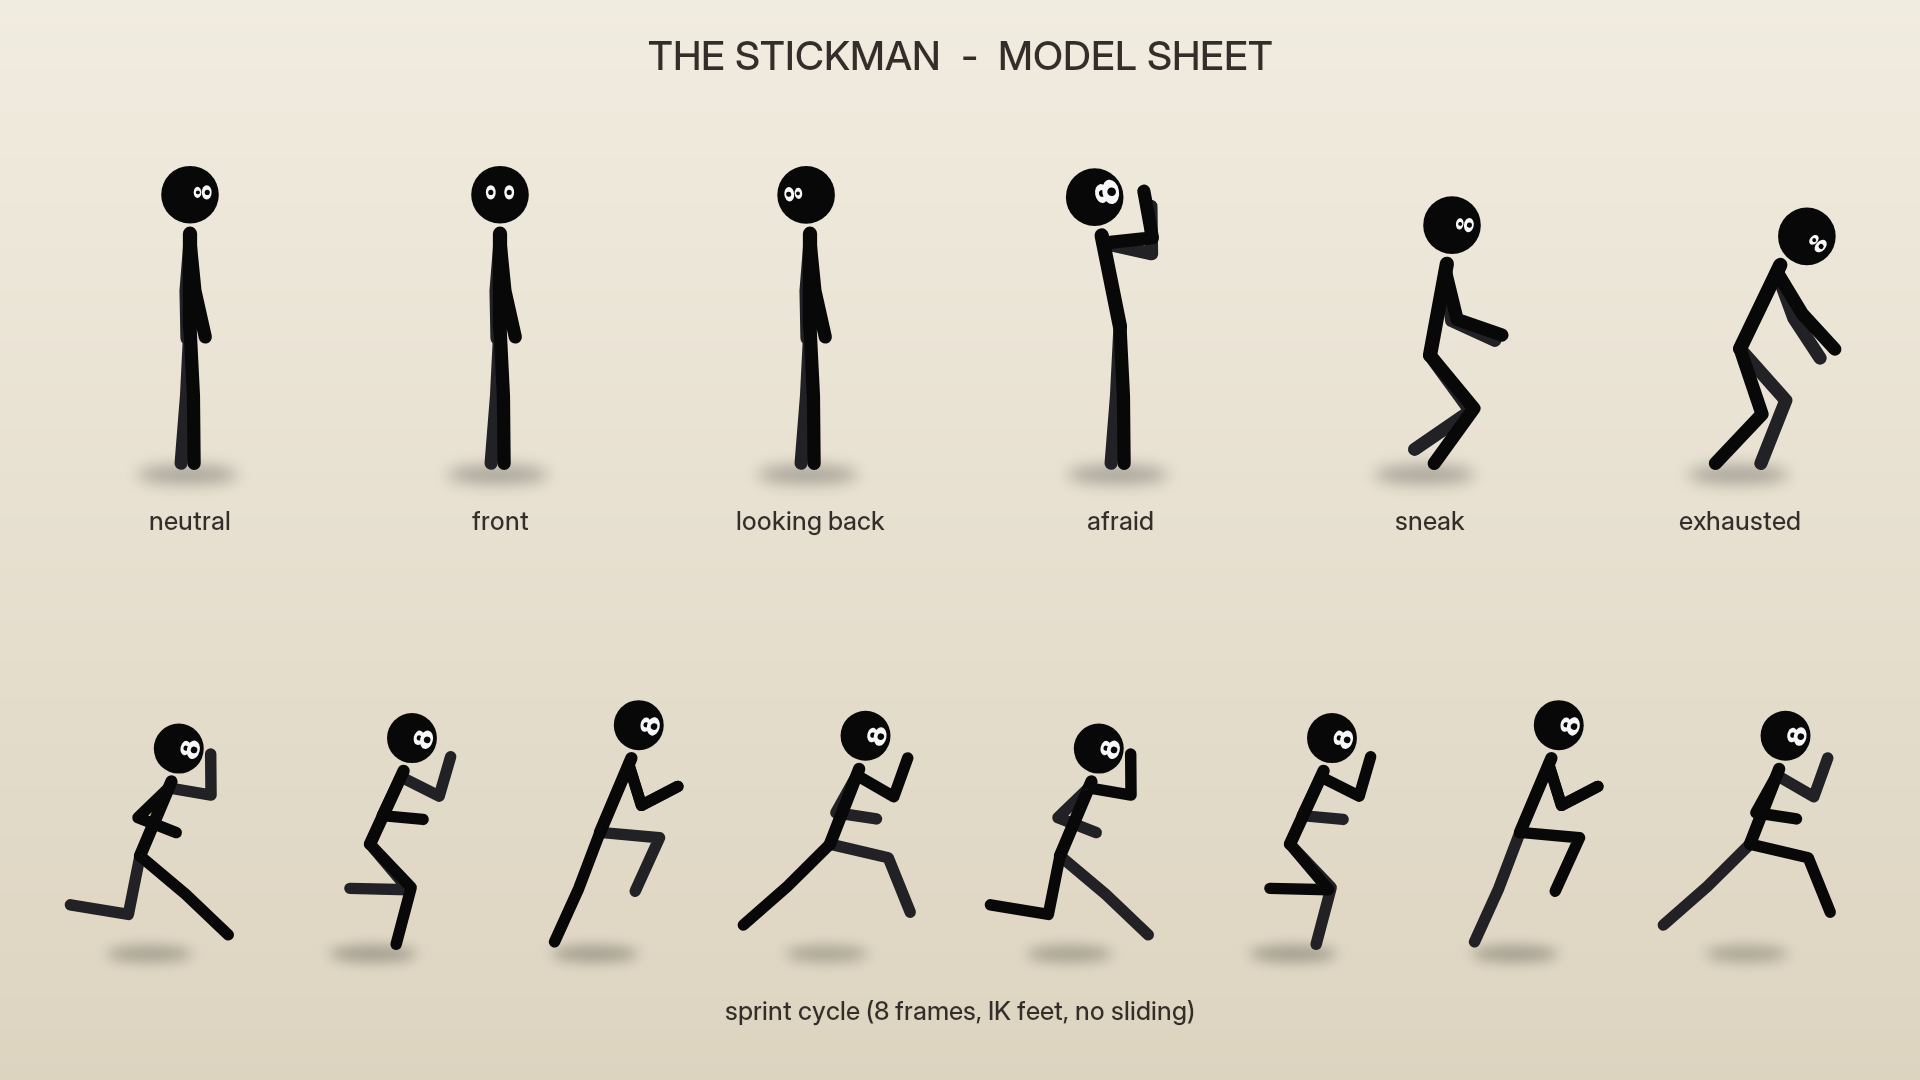 THE STICKMAN - MODEL SHEET
neutral
front
looking back
afraid
sneak
exhausted
sprint cycle (8 frames, IK feet, no sliding)